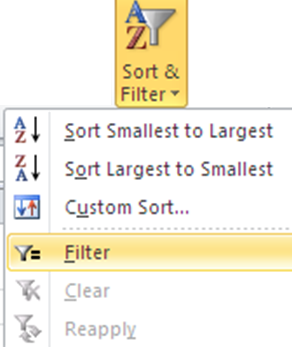 Sort &
Filter
Sort Smallest to Largest
Sort Largest to Smallest
Custom Sort...
Filter
Clear
Reapply